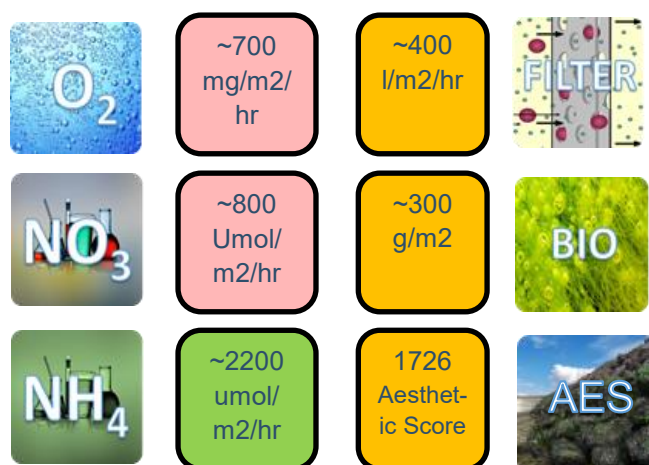 O2
~700
mg/m2/
hr
~400
l/m2/hr
FILTER
NO3
~800
Umol/
m2/hr
~300
g/m2
BIO
NH4
~2200
umol/
m2/hr
1726
Aesthet-
ic Score
AES